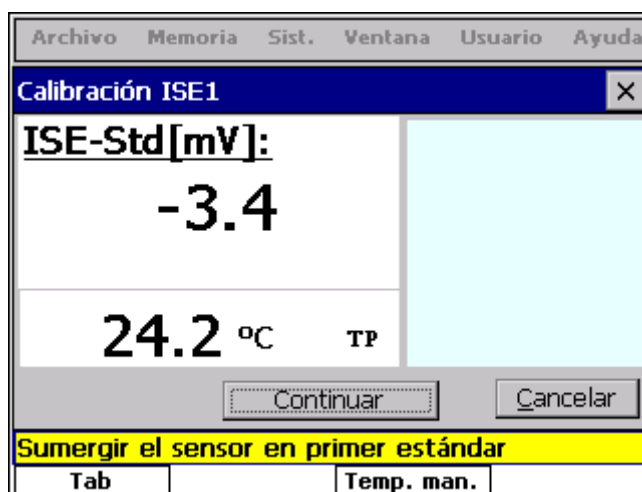 Archivo Memoria Sist. Ventana Usuario Ayuda
Calibración ISE1
ISE-Std[mV]:
-3.4
24.2 ºC TP
Continuar Cancelar
Sumergir el sensor en primer estándar
Tab Temp. man.